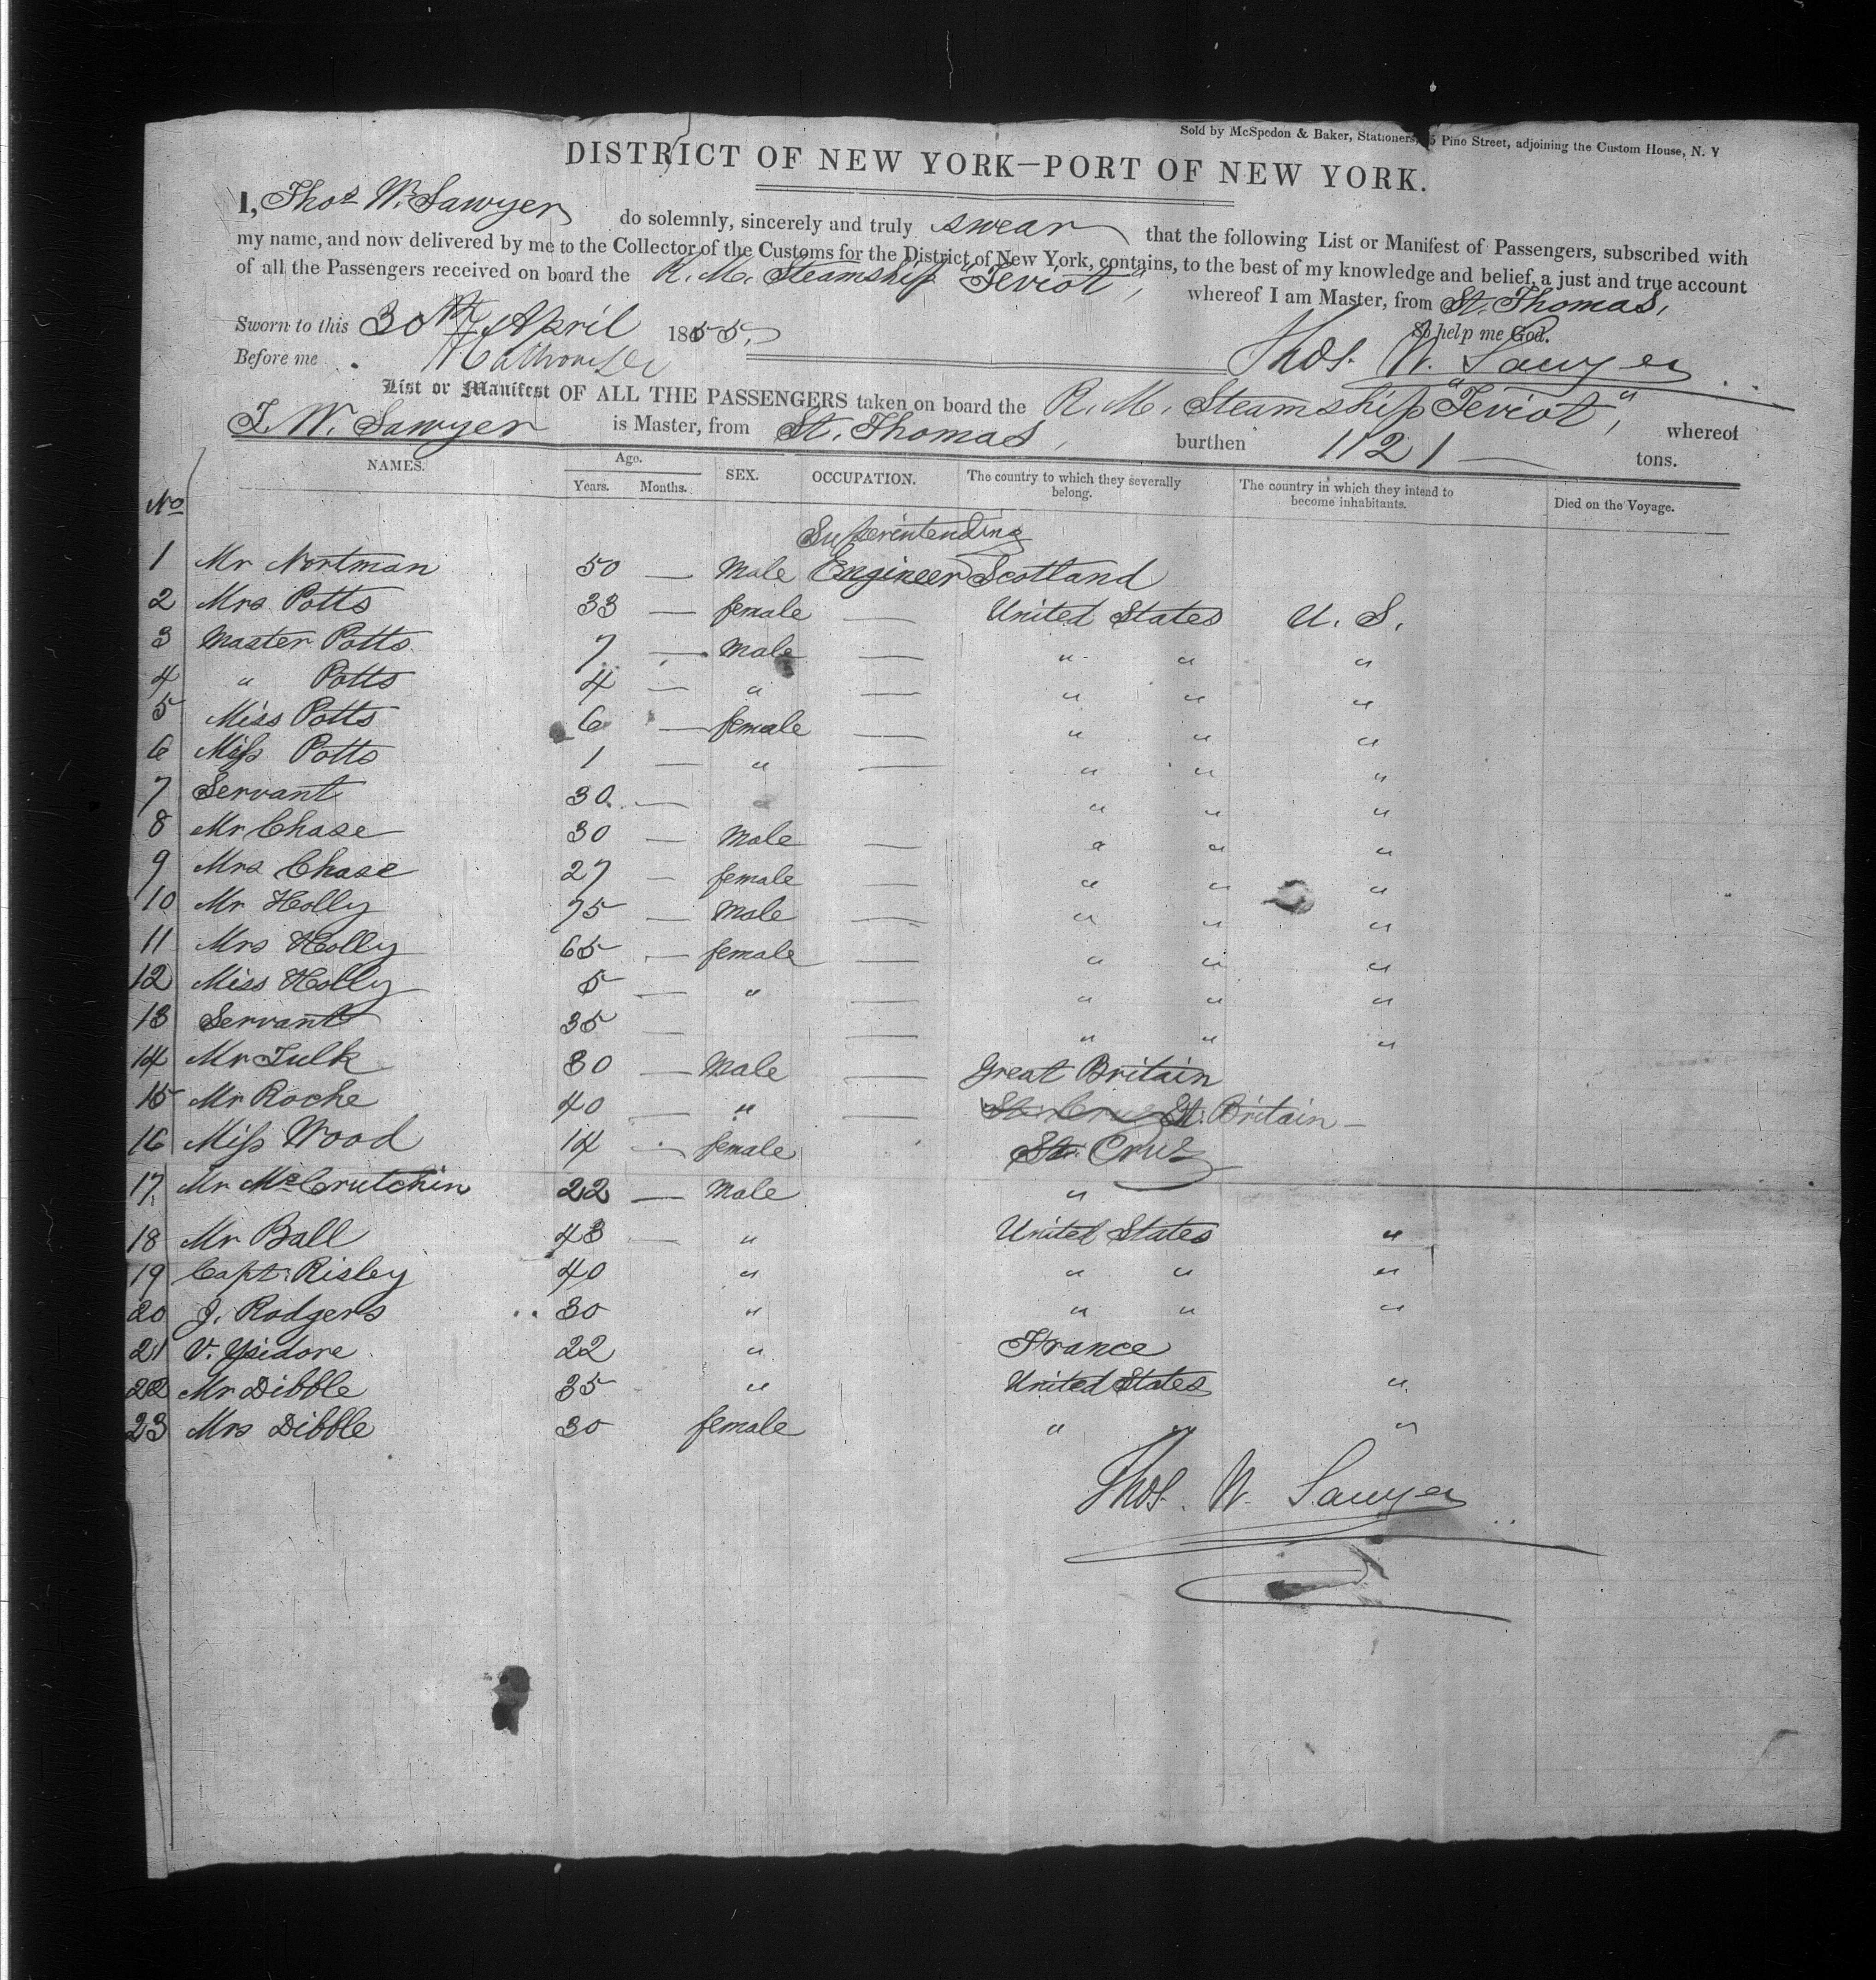 Sold by McSpedon & Baker, Stationers, 5 Pine Street, adjoining the Custom House, N. Y
DISTRICT OF NEW YORK—PORT OF NEW YORK.
I, Thos W. Sawyer do solemnly, sincerely and truly swear that the following List or Manifest of Passengers, subscribed with
my name, and now delivered by me to the Collector of the Customs for the District of New York, contains, to the best of my knowledge and belief, a just and true account
of all the Passengers received on board the R. M. Steamship "Teviot", whereof I am Master, from St. Thomas,
Sworn to this 30th April 1855. So help me God.
Before me Thos. W. Sawyer
List or Manifest OF ALL THE PASSENGERS taken on board the R. M. Steamship "Teviot", whereof
T. W. Sawyer is Master, from St. Thomas, burthen 1121 tons.
No NAMES. Age. Years. Months. SEX. OCCUPATION. The country to which they severally belong. The country in which they intend to become inhabitants. Died on the Voyage.
Superintending
1 Mr Nortman 50 — Male Engineer Scotland
2 Mrs Potts 33 — female — United States U. S.
3 Master Potts 7 — Male — " " "
4 " Potts 4 — " — " " "
5 Miss Potts 6 — female — " " "
6 Miss Potts 1 — " — " " "
7 Servant 30 — " " "
8 Mr Chase 30 — Male — " " "
9 Mrs Chase 27 — female — " " "
10 Mr Holly 75 — Male — " " "
11 Mrs Holly 65 — female — " " "
12 Miss Holly 5 — " — " " "
13 Servant 35 — — " " "
14 Mr Tulk 30 — Male — Great Britain
15 Mr Roche 40 — " — St. Cruz Gt. Britain —
16 Miss Wood 14 — female St. Cruz
17 Mr McCrutchin 22 — Male "
18 Mr Ball 43 — " United States "
19 Capt. Risley 40 " " " "
20 J. Rodgers 30 " " " "
21 V. Ysidore 22 " France
22 Mr Dibble 35 " United States "
23 Mrs Dibble 30 female " " "
Thos. W. Sawyer